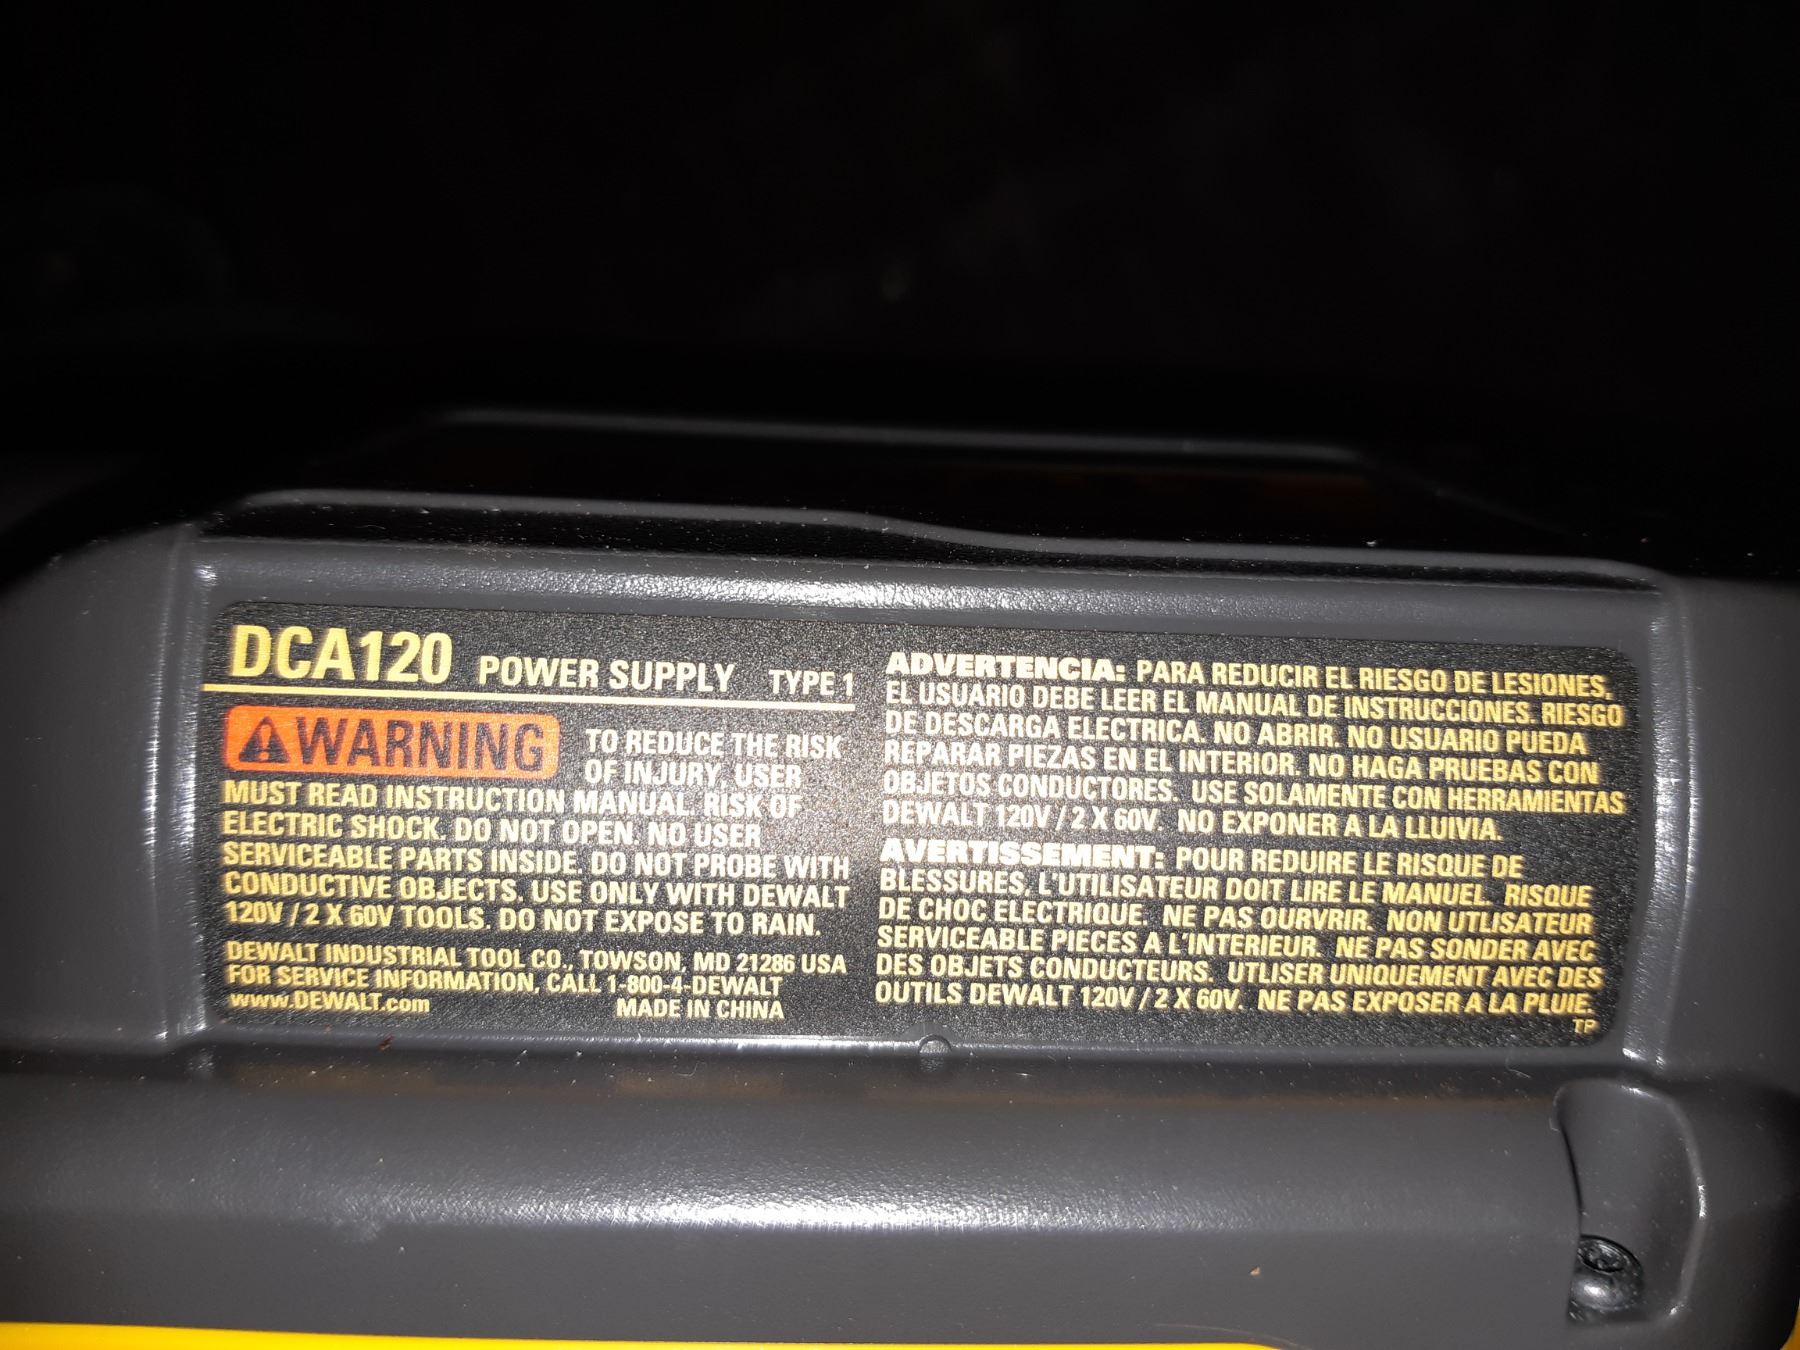 DCA120 POWER SUPPLY TYPE 1
WARNING TO REDUCE THE RISK
OF INJURY, USER
MUST READ INSTRUCTION MANUAL. RISK OF
ELECTRIC SHOCK. DO NOT OPEN. NO USER
SERVICEABLE PARTS INSIDE. DO NOT PROBE WITH
CONDUCTIVE OBJECTS. USE ONLY WITH DEWALT
120V / 2 X 60V TOOLS. DO NOT EXPOSE TO RAIN.
DEWALT INDUSTRIAL TOOL CO., TOWSON, MD 21286 USA
FOR SERVICE INFORMATION, CALL 1-800-4-DEWALT
www.DEWALT.com MADE IN CHINA
ADVERTENCIA: PARA REDUCIR EL RIESGO DE LESIONES,
EL USUARIO DEBE LEER EL MANUAL DE INSTRUCCIONES. RIESGO
DE DESCARGA ELECTRICA. NO ABRIR. NO USUARIO PUEDA
REPARAR PIEZAS EN EL INTERIOR. NO HAGA PRUEBAS CON
OBJETOS CONDUCTORES. USE SOLAMENTE CON HERRAMIENTAS
DEWALT 120V / 2 X 60V. NO EXPONER A LA LLUIVIA.
AVERTISSEMENT: POUR REDUIRE LE RISQUE DE
BLESSURES, L'UTILISATEUR DOIT LIRE LE MANUEL. RISQUE
DE CHOC ELECTRIQUE. NE PAS OURVRIR. NON UTLISATEUR
SERVICEABLE PIECES A L'INTERIEUR. NE PAS SONDER AVEC
DES OBJETS CONDUCTEURS. UTLISER UNIQUEMENT AVEC DES
OUTILS DEWALT 120V / 2 X 60V. NE PAS EXPOSER A LA PLUIE.
TP